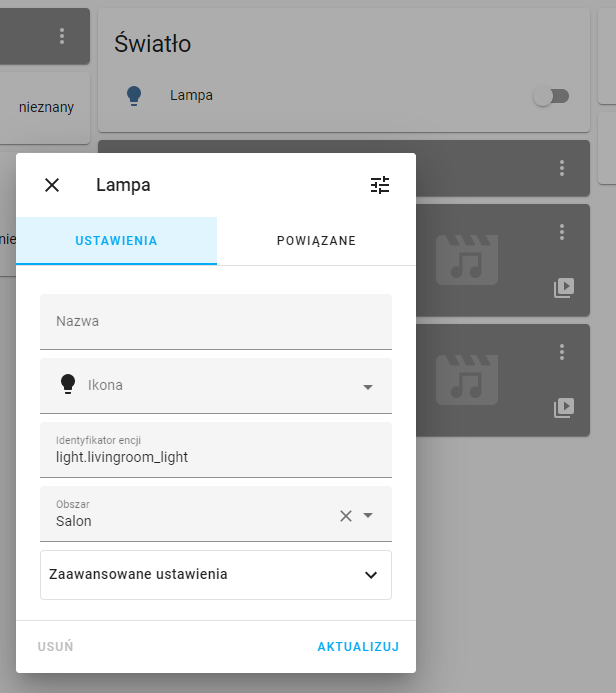 Światło
nieznany
Lampa
nie
Lampa
USTAWIENIA
POWIĄZANE
Nazwa
Ikona
Identyfikator encji
light.livingroom_light
Obszar
Salon
Zaawansowane ustawienia
USUŃ
AKTUALIZUJ